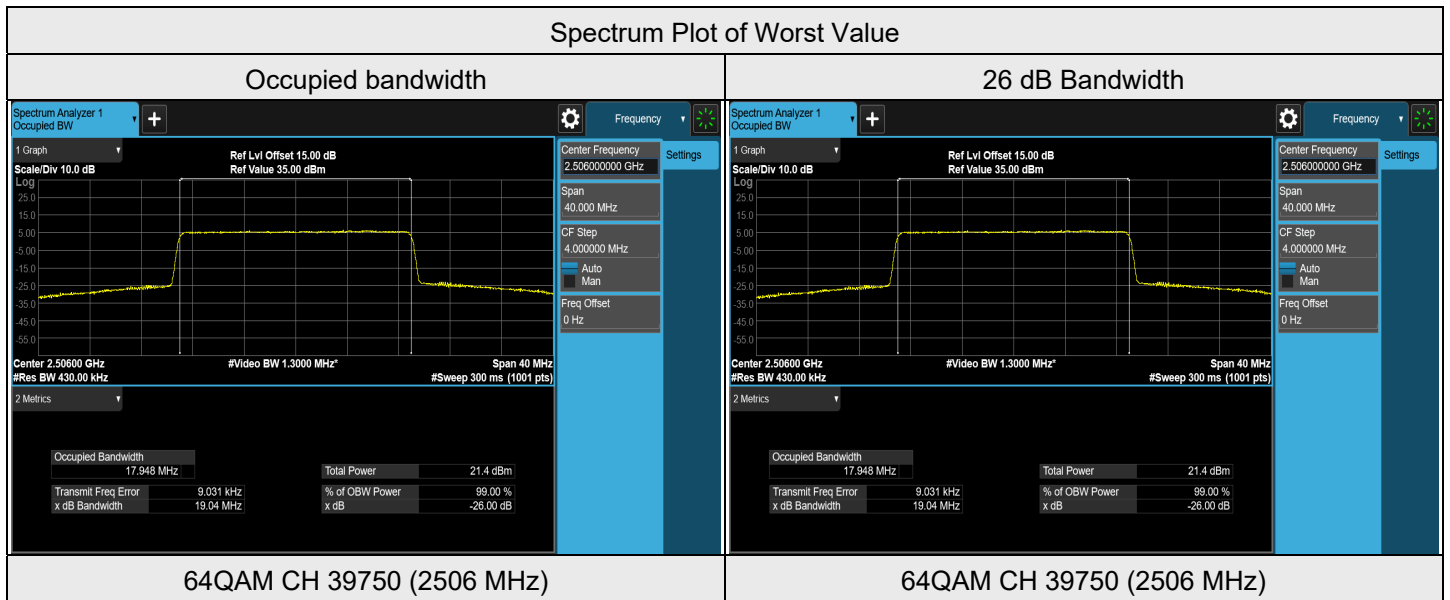 Spectrum Plot of Worst Value
Occupied bandwidth
26 dB Bandwidth
Spectrum Analyzer 1
Occupied BW
+
Frequency
1 Graph
Ref Lvl Offset 15.00 dB
Scale/Div 10.0 dB
Ref Value 35.00 dBm
Log
25.0
15.0
5.00
-5.00
-15.0
-25.0
-35.0
-45.0
-55.0
Center 2.50600 GHz
#Video BW 1.3000 MHz*
Span 40 MHz
#Res BW 430.00 kHz
#Sweep 300 ms (1001 pts)
Center Frequency
2.506000000 GHz
Settings
Span
40.000 MHz
CF Step
4.000000 MHz
Auto
Man
Freq Offset
0 Hz
2 Metrics
Occupied Bandwidth
17.948 MHz
Total Power 21.4 dBm
Transmit Freq Error 9.031 kHz
% of OBW Power 99.00 %
x dB Bandwidth 19.04 MHz
x dB -26.00 dB
Spectrum Analyzer 1
Occupied BW
+
Frequency
1 Graph
Ref Lvl Offset 15.00 dB
Scale/Div 10.0 dB
Ref Value 35.00 dBm
Log
25.0
15.0
5.00
-5.00
-15.0
-25.0
-35.0
-45.0
-55.0
Center 2.50600 GHz
#Video BW 1.3000 MHz*
Span 40 MHz
#Res BW 430.00 kHz
#Sweep 300 ms (1001 pts)
Center Frequency
2.506000000 GHz
Settings
Span
40.000 MHz
CF Step
4.000000 MHz
Auto
Man
Freq Offset
0 Hz
2 Metrics
Occupied Bandwidth
17.948 MHz
Total Power 21.4 dBm
Transmit Freq Error 9.031 kHz
% of OBW Power 99.00 %
x dB Bandwidth 19.04 MHz
x dB -26.00 dB
64QAM CH 39750 (2506 MHz)
64QAM CH 39750 (2506 MHz)